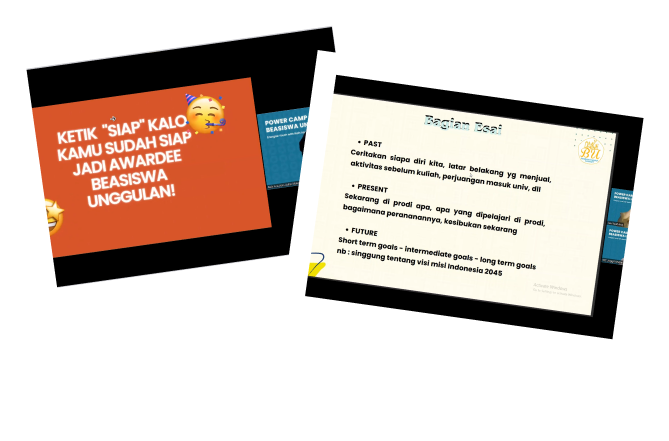 KETIK "SIAP" KALO
KAMU SUDAH SIAP
JADI AWARDEE
BEASISWA
UNGGULAN!
POWER CAMP
BEASISWA UN
Bagian Esai
• PAST
Ceritakan siapa diri kita, latar belakang yg menjual,
aktivitas sebelum kuliah, perjuangan masuk univ, dll
• PRESENT
Sekarang di prodi apa, apa yang dipelajari di prodi,
bagaimana perananannya, kesibukan sekarang
• FUTURE
Short term goals - intermediate goals - long term goals
nb : singgung tentang visi misi Indonesia 2045